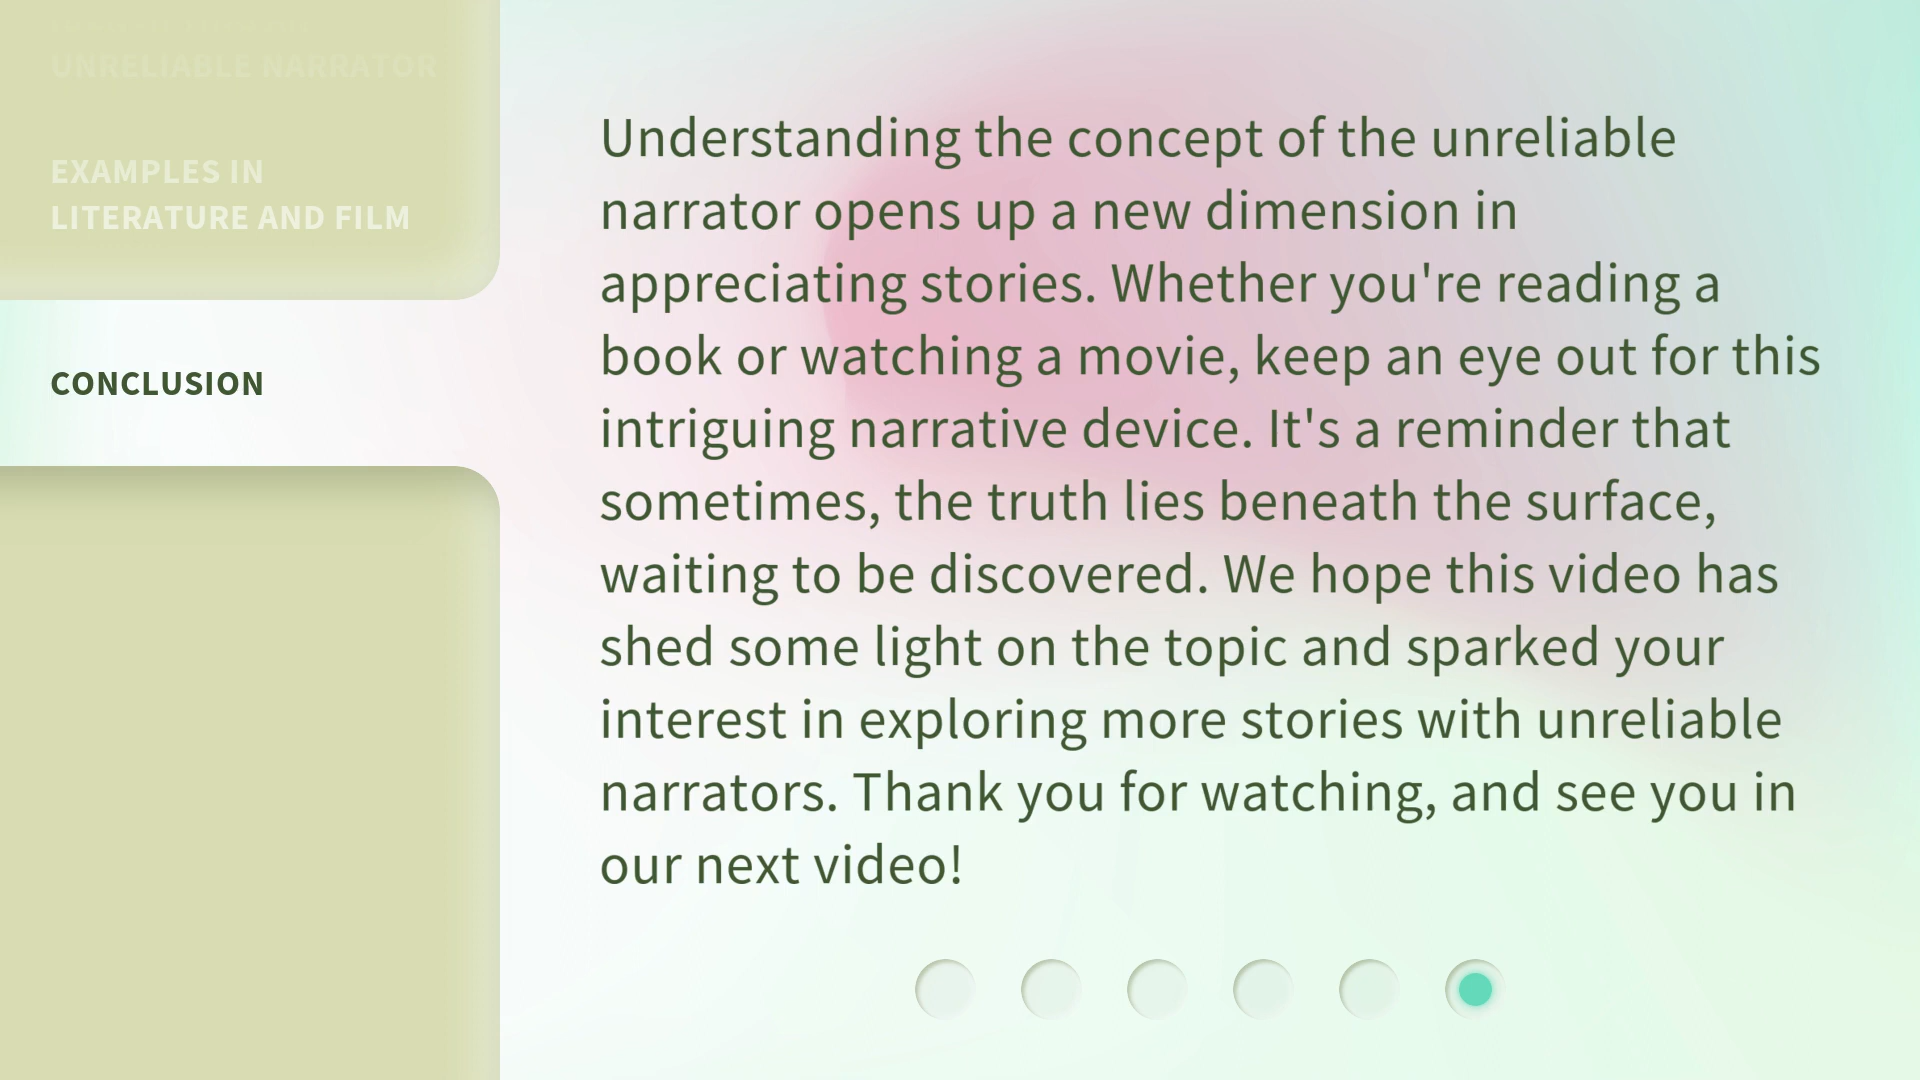 UNRELIABLE NARRATOR
EXAMPLES IN
LITERATURE AND FILM
CONCLUSION
Understanding the concept of the unreliable
narrator opens up a new dimension in
appreciating stories. Whether you're reading a
book or watching a movie, keep an eye out for this
intriguing narrative device. It's a reminder that
sometimes, the truth lies beneath the surface,
waiting to be discovered. We hope this video has
shed some light on the topic and sparked your
interest in exploring more stories with unreliable
narrators. Thank you for watching, and see you in
our next video!